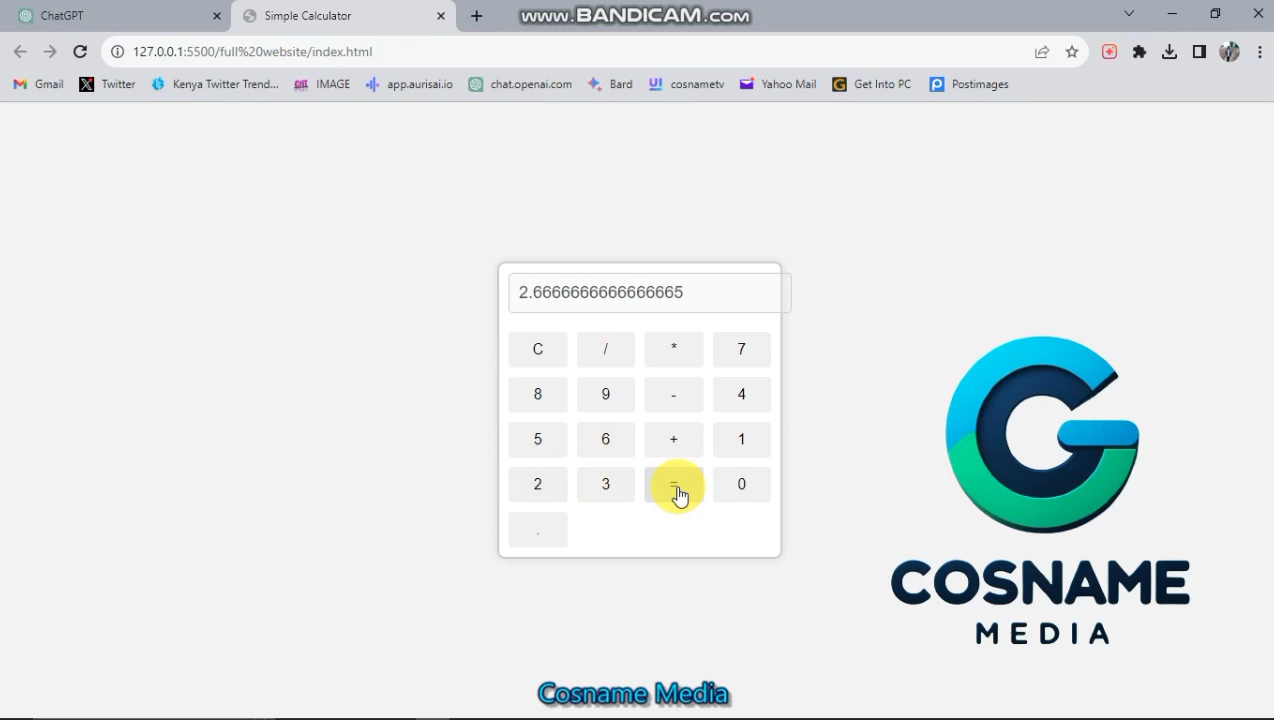 ChatGPT
Simple Calculator
www.BANDICAM.com
127.0.0.1:5500/full%20website/index.html
Gmail
Twitter
Kenya Twitter Trend...
IMAGE
app.aurisai.io
chat.openai.com
Bard
cosnametv
Yahoo Mail
Get Into PC
Postimages
2.6666666666666665
C / * 7
8 9 - 4
5 6 + 1
2 3 = 0
.
COSNAME
MEDIA
Cosname Media